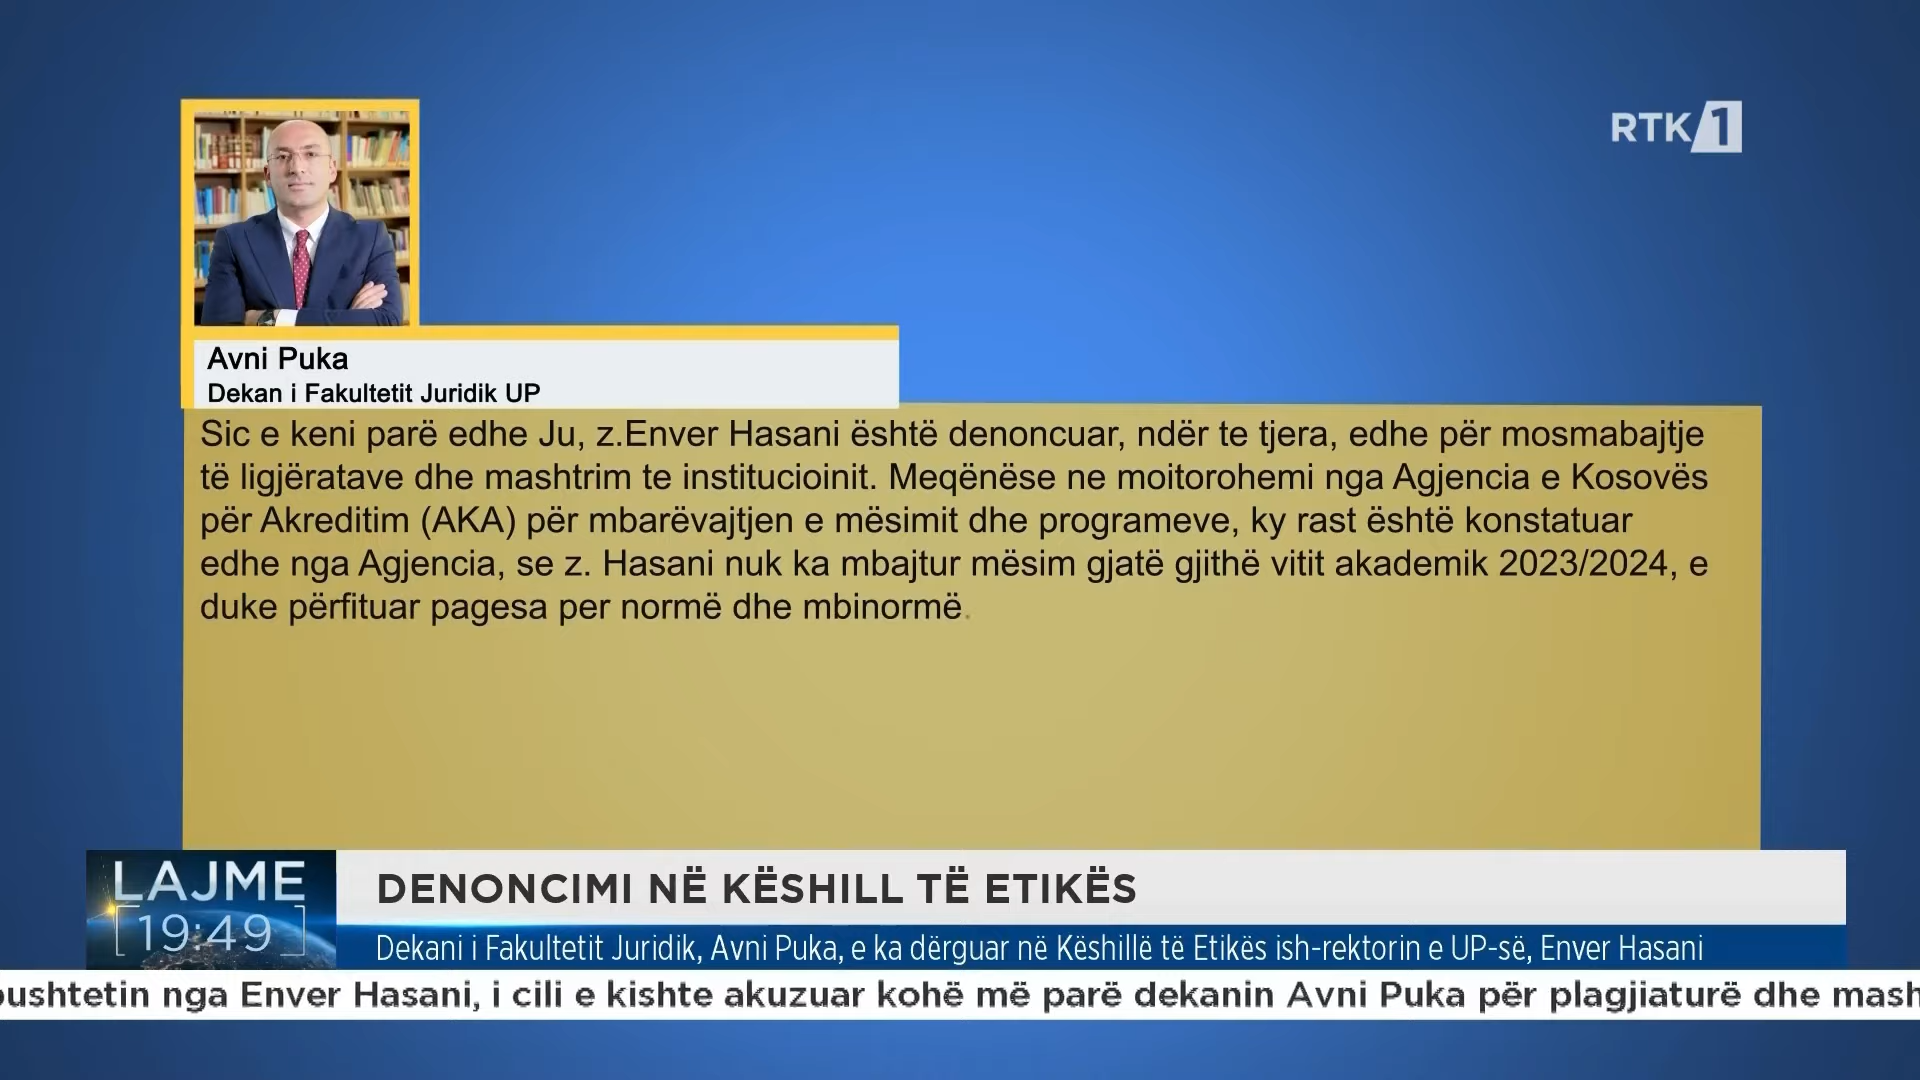 RTK 1
Avni Puka
Dekan i Fakultetit Juridik UP
Sic e keni parë edhe Ju, z.Enver Hasani është denoncuar, ndër te tjera, edhe për mosmabajtje
të ligjëratave dhe mashtrim te institucioinit. Meqënëse ne moitorohemi nga Agjencia e Kosovës
për Akreditim (AKA) për mbarëvajtjen e mësimit dhe programeve, ky rast është konstatuar
edhe nga Agjencia, se z. Hasani nuk ka mbajtur mësim gjatë gjithë vitit akademik 2023/2024, e
duke përfituar pagesa per normë dhe mbinormë.
LAJME
19:49
DENONCIMI NË KËSHILL TË ETIKËS
Dekani i Fakultetit Juridik, Avni Puka, e ka dërguar në Këshillë të Etikës ish-rektorin e UP-së, Enver Hasani
pushtetin nga Enver Hasani, i cili e kishte akuzuar kohë më parë dekanin Avni Puka për plagjiaturë dhe mash